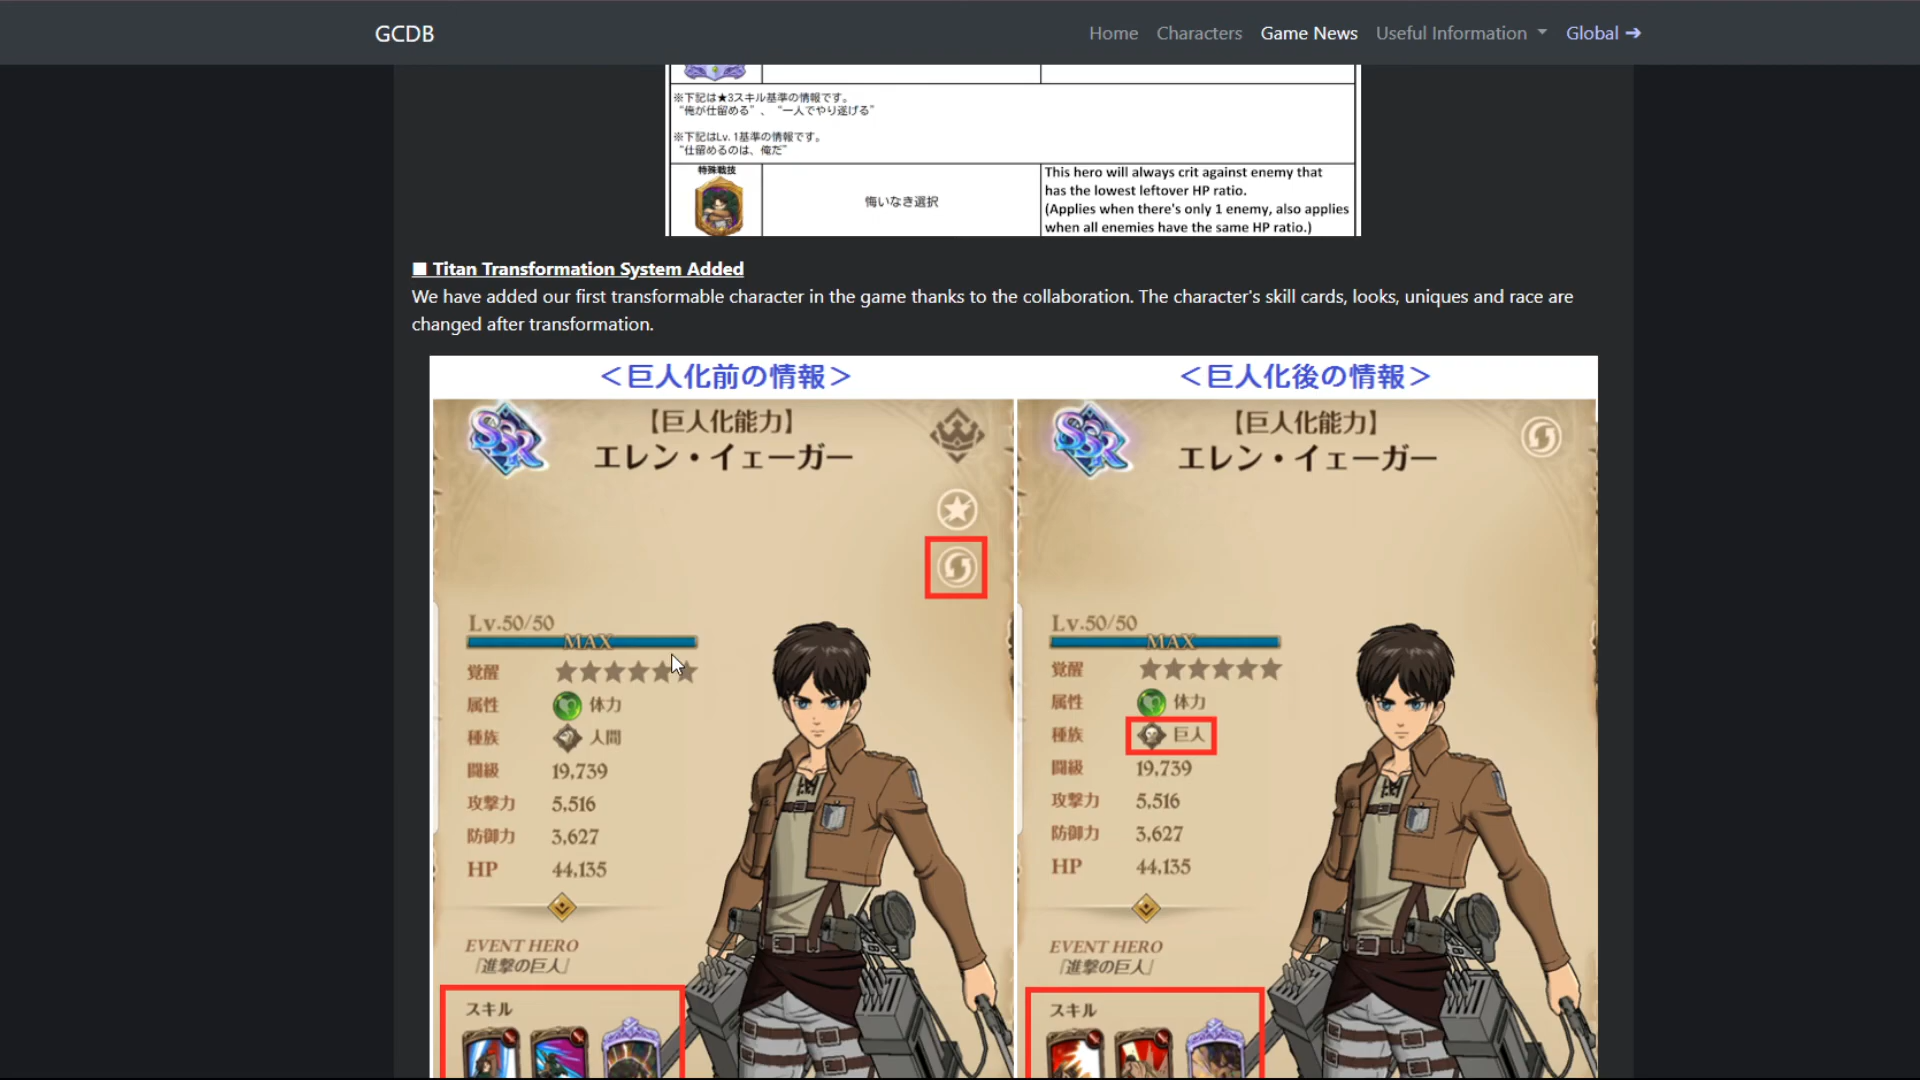 GCDB
Home Characters Game News Useful Information Global →
※下記は★3スキル基準の情報です。
“俺が仕留める”、“一人でやり遂げる”
※下記はLv.1基準の情報です。
“仕留めるのは、俺だ”
特殊戦技
悔いなき選択
This hero will always crit against enemy that
has the lowest leftover HP ratio.
(Applies when there's only 1 enemy, also applies
when all enemies have the same HP ratio.)
■ Titan Transformation System Added
We have added our first transformable character in the game thanks to the collaboration. The character's skill cards, looks, uniques and race are
changed after transformation.
＜巨人化前の情報＞
SSR
【巨人化能力】
エレン・イェーガー
Lv.50/50
MAX
覚醒
属性 体力
種族 人間
闘級 19,739
攻撃力 5,516
防御力 3,627
HP 44,135
EVENT HERO
『進撃の巨人』
スキル
＜巨人化後の情報＞
SSR
【巨人化能力】
エレン・イェーガー
Lv.50/50
MAX
覚醒
属性 体力
種族 巨人
闘級 19,739
攻撃力 5,516
防御力 3,627
HP 44,135
EVENT HERO
『進撃の巨人』
スキル